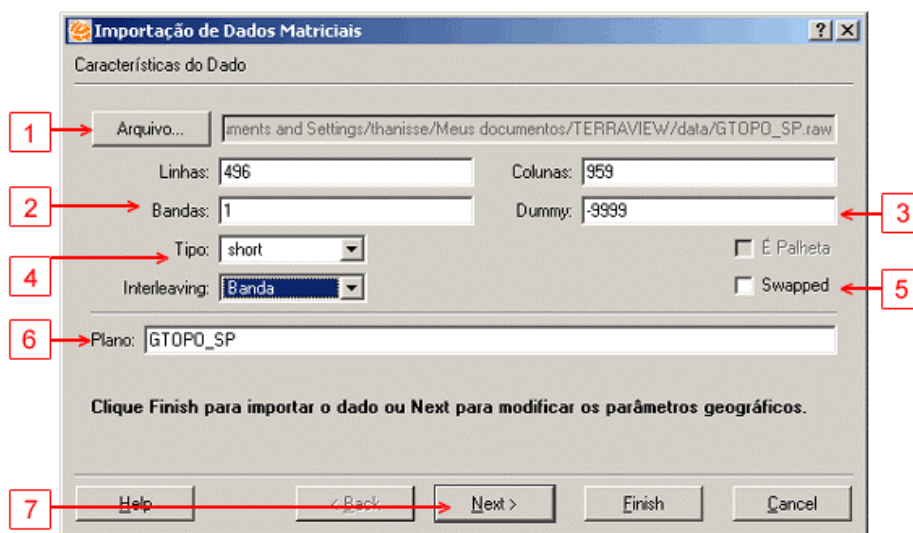 Importação de Dados Matriciais
Características do Dado
1 Arquivo... ments and Settings/thanisse/Meus documentos/TERRAVIEW/data/GTOPO_SP.raw
Linhas: 496 Colunas: 959
2 Bandas: 1 Dummy: -9999 3
4 Tipo: short É Palheta
Interleaving: Banda Swapped 5
6 Plano: GTOPO_SP
Clique Finish para importar o dado ou Next para modificar os parâmetros geográficos.
7 Help < Back Next > Finish Cancel